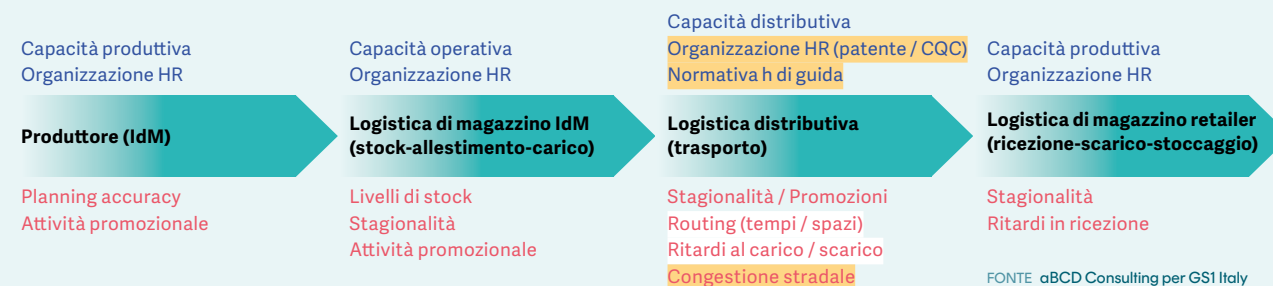 Capacità produttiva
Organizzazione HR
Produttore (IdM)
Planning accuracy
Attività promozionale
Capacità operativa
Organizzazione HR
Logistica di magazzino IdM
(stock-allestimento-carico)
Livelli di stock
Stagionalità
Attività promozionale
Capacità distributiva
Organizzazione HR (patente / CQC)
Normativa h di guida
Logistica distributiva
(trasporto)
Stagionalità / Promozioni
Routing (tempi / spazi)
Ritardi al carico / scarico
Congestione stradale
Capacità produttiva
Organizzazione HR
Logistica di magazzino retailer
(ricezione-scarico-stoccaggio)
Stagionalità
Ritardi in ricezione
FONTE aBCD Consulting per GS1 Italy